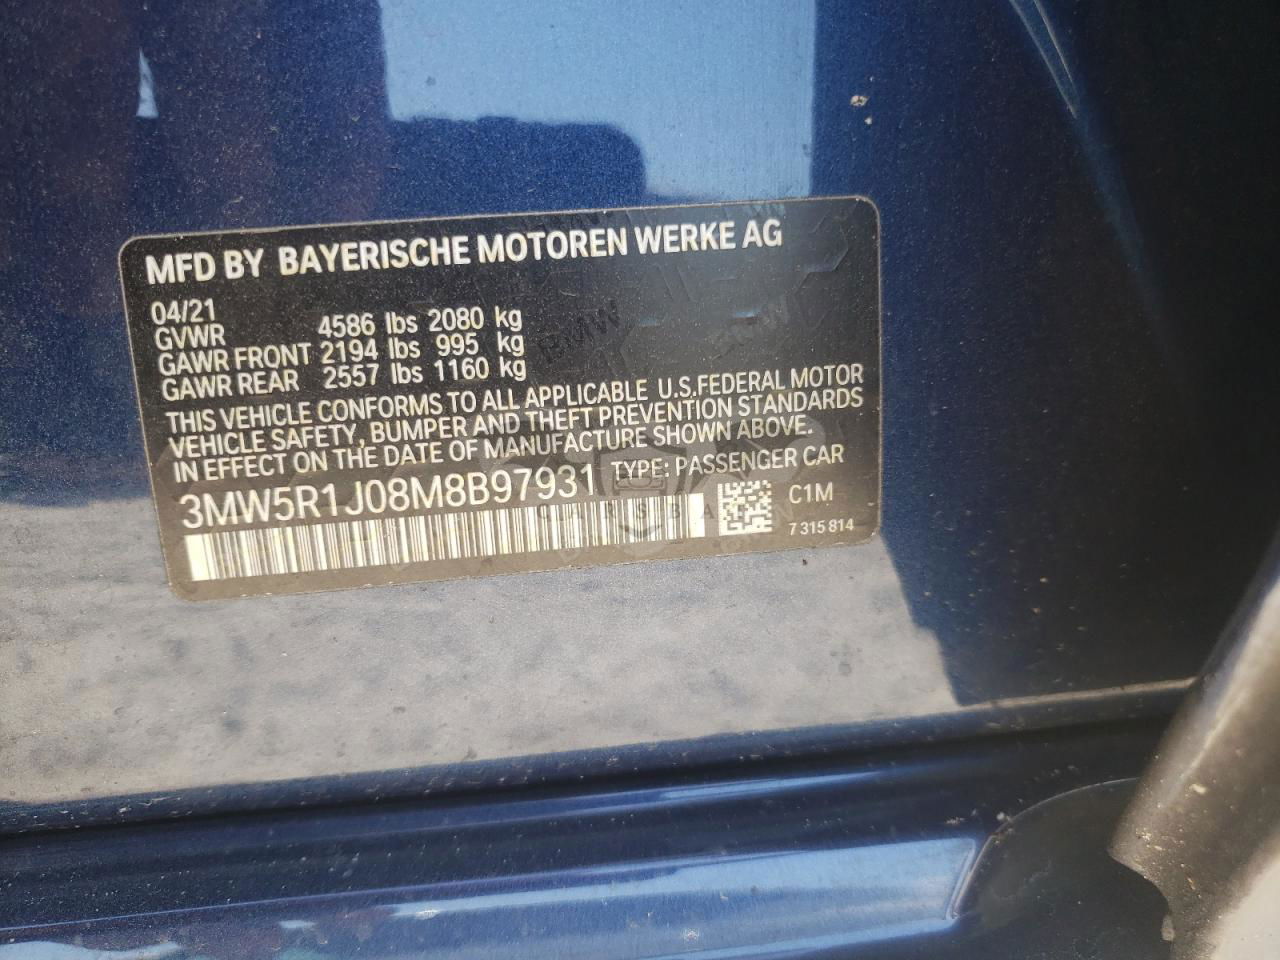 MFD BY BAYERISCHE MOTOREN WERKE AG
04/21
GVWR 4586 lbs 2080 kg
GAWR FRONT 2194 lbs 995 kg
GAWR REAR 2557 lbs 1160 kg
THIS VEHICLE CONFORMS TO ALL APPLICABLE U.S.FEDERAL MOTOR
VEHICLE SAFETY, BUMPER AND THEFT PREVENTION STANDARDS
IN EFFECT ON THE DATE OF MANUFACTURE SHOWN ABOVE.
3MW5R1J08M8B97931 TYPE: PASSENGER CAR
C1M
7 315 814
BMW
BMW